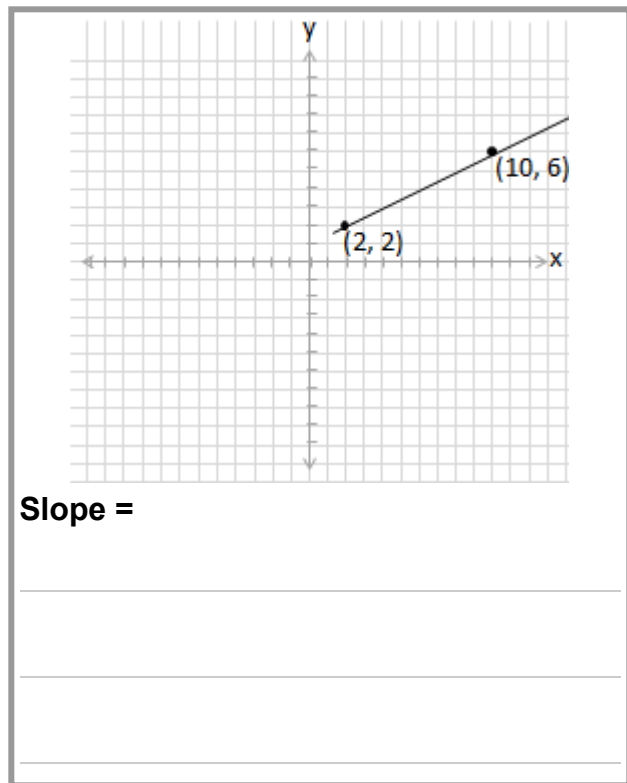 y
(10, 6)
(2, 2)
x
Slope =